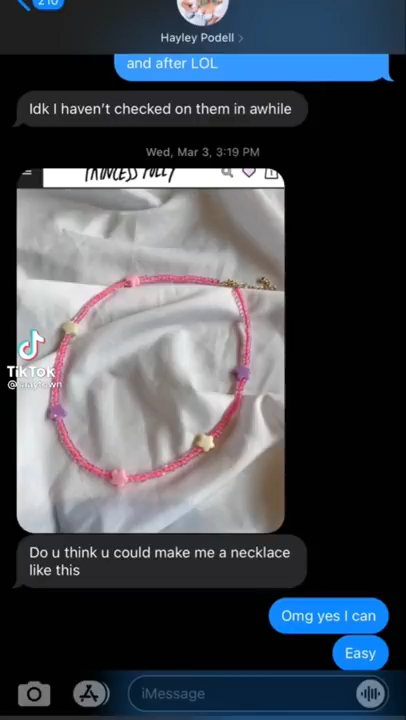 210
Hayley Podell >
and after LOL
Idk I haven't checked on them in awhile
Wed, Mar 3, 3:19 PM
PRINCESS POLLY
TikTok
Do u think u could make me a necklace
like this
Omg yes I can
Easy
iMessage